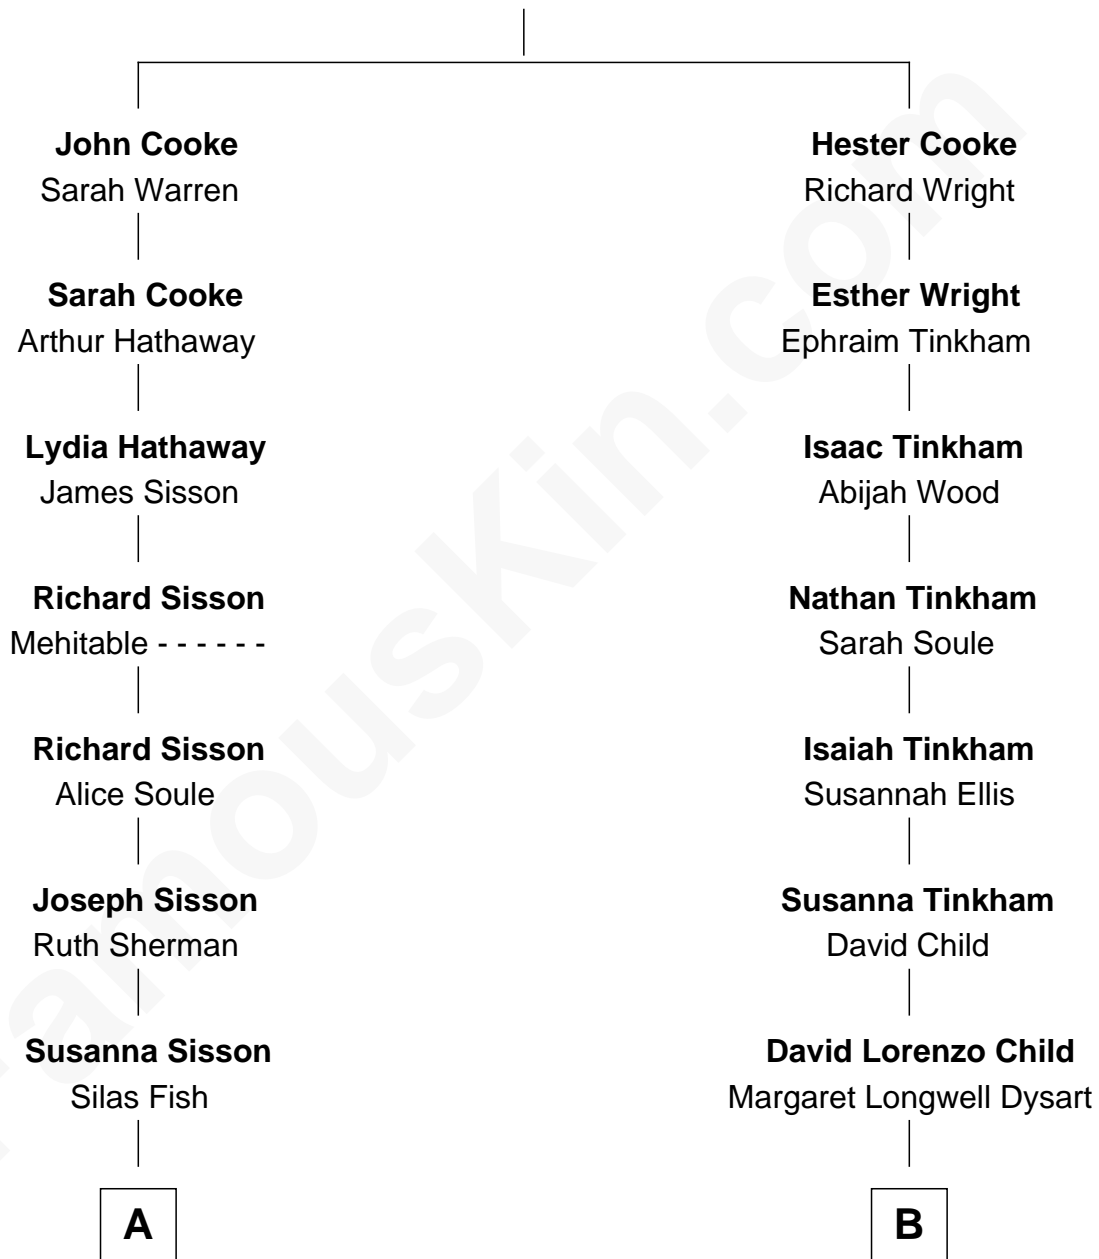 John Cooke
Sarah Warren
Hester Cooke
Richard Wright
Sarah Cooke
Arthur Hathaway
Esther Wright
Ephraim Tinkham
Lydia Hathaway
James Sisson
Isaac Tinkham
Abijah Wood
Richard Sisson
Mehitable - - - - - -
Nathan Tinkham
Sarah Soule
Richard Sisson
Alice Soule
Isaiah Tinkham
Susannah Ellis
Joseph Sisson
Ruth Sherman
Susanna Tinkham
David Child
Susanna Sisson
Silas Fish
David Lorenzo Child
Margaret Longwell Dysart
A
B
FamousKin.com